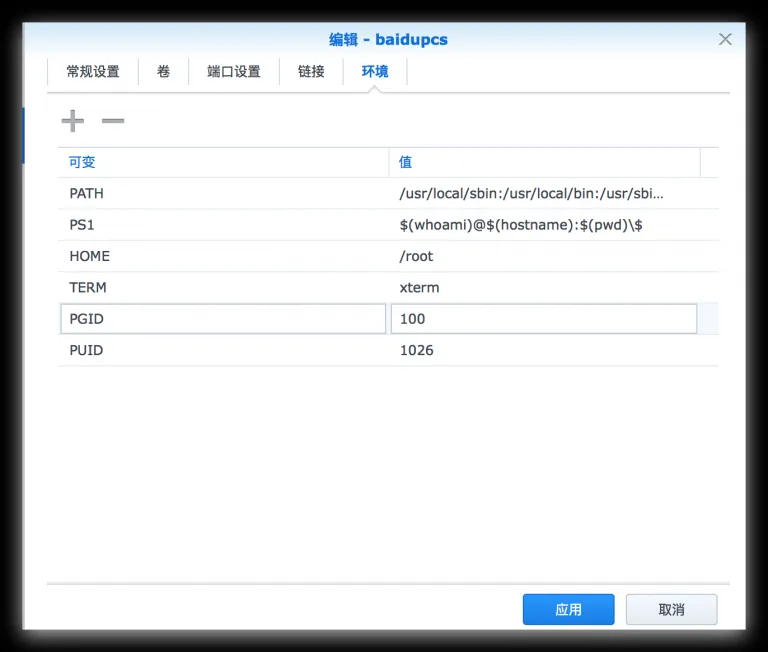 编辑 - baidupcs
常规设置 卷 端口设置 链接 环境
可变 值
PATH /usr/local/sbin:/usr/local/bin:/usr/sbi...
PS1 $(whoami)@$(hostname):$(pwd)\$
HOME /root
TERM xterm
PGID 100
PUID 1026
应用 取消